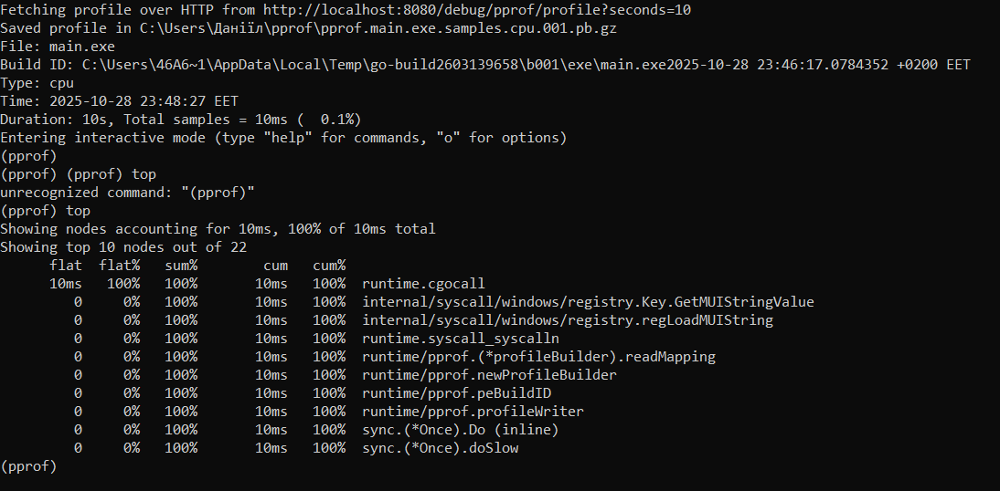 Fetching profile over HTTP from http://localhost:8080/debug/pprof/profile?seconds=10
Saved profile in C:\Users\Даніїл\pprof\pprof.main.exe.samples.cpu.001.pb.gz
File: main.exe
Build ID: C:\Users\46A6~1\AppData\Local\Temp\go-build2603139658\b001\exe\main.exe2025-10-28 23:46:17.0784352 +0200 EET
Type: cpu
Time: 2025-10-28 23:48:27 EET
Duration: 10s, Total samples = 10ms (  0.1%)
Entering interactive mode (type "help" for commands, "o" for options)
(pprof)
(pprof) (pprof) top
unrecognized command: "(pprof)"
(pprof) top
Showing nodes accounting for 10ms, 100% of 10ms total
Showing top 10 nodes out of 22
      flat  flat%   sum%        cum   cum%
      10ms   100%   100%       10ms   100%  runtime.cgocall
         0     0%   100%       10ms   100%  internal/syscall/windows/registry.Key.GetMUIStringValue
         0     0%   100%       10ms   100%  internal/syscall/windows/registry.regLoadMUIString
         0     0%   100%       10ms   100%  runtime.syscall_syscalln
         0     0%   100%       10ms   100%  runtime/pprof.(*profileBuilder).readMapping
         0     0%   100%       10ms   100%  runtime/pprof.newProfileBuilder
         0     0%   100%       10ms   100%  runtime/pprof.peBuildID
         0     0%   100%       10ms   100%  runtime/pprof.profileWriter
         0     0%   100%       10ms   100%  sync.(*Once).Do (inline)
         0     0%   100%       10ms   100%  sync.(*Once).doSlow
(pprof)